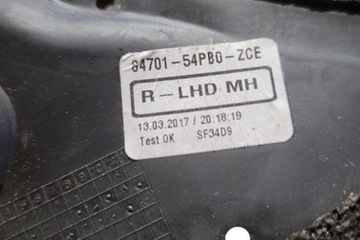 84701-54PB0-ZCE
R-LHD MH
13.03.2017 / 20:18:19
Test OK SF34D9